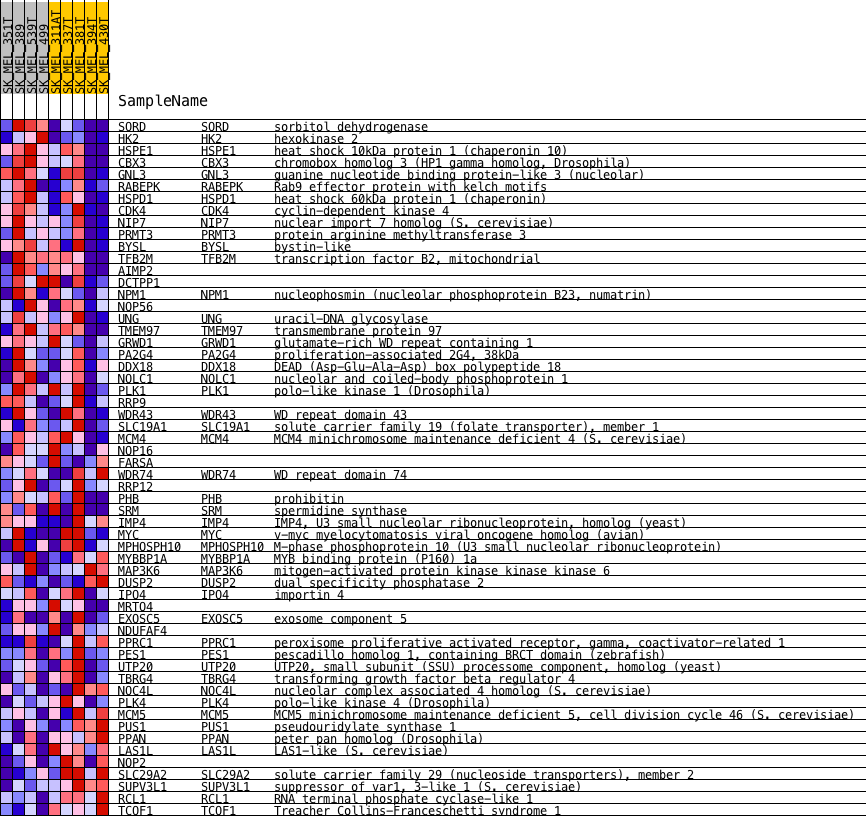 SK_MEL_351T
SK_MEL_389
SK_MEL_539T
SK_MEL_499
SK_MEL_311AT
SK_MEL_337T
SK_MEL_381T
SK_MEL_394T
SK_MEL_430T
SampleName
SORD SORD sorbitol dehydrogenase
HK2 HK2 hexokinase 2
HSPE1 HSPE1 heat shock 10kDa protein 1 (chaperonin 10)
CBX3 CBX3 chromobox homolog 3 (HP1 gamma homolog, Drosophila)
GNL3 GNL3 guanine nucleotide binding protein-like 3 (nucleolar)
RABEPK RABEPK Rab9 effector protein with kelch motifs
HSPD1 HSPD1 heat shock 60kDa protein 1 (chaperonin)
CDK4 CDK4 cyclin-dependent kinase 4
NIP7 NIP7 nuclear import 7 homolog (S. cerevisiae)
PRMT3 PRMT3 protein arginine methyltransferase 3
BYSL BYSL bystin-like
TFB2M TFB2M transcription factor B2, mitochondrial
AIMP2
DCTPP1
NPM1 NPM1 nucleophosmin (nucleolar phosphoprotein B23, numatrin)
NOP56
UNG UNG uracil-DNA glycosylase
TMEM97 TMEM97 transmembrane protein 97
GRWD1 GRWD1 glutamate-rich WD repeat containing 1
PA2G4 PA2G4 proliferation-associated 2G4, 38kDa
DDX18 DDX18 DEAD (Asp-Glu-Ala-Asp) box polypeptide 18
NOLC1 NOLC1 nucleolar and coiled-body phosphoprotein 1
PLK1 PLK1 polo-like kinase 1 (Drosophila)
RRP9
WDR43 WDR43 WD repeat domain 43
SLC19A1 SLC19A1 solute carrier family 19 (folate transporter), member 1
MCM4 MCM4 MCM4 minichromosome maintenance deficient 4 (S. cerevisiae)
NOP16
FARSA
WDR74 WDR74 WD repeat domain 74
RRP12
PHB PHB prohibitin
SRM SRM spermidine synthase
IMP4 IMP4 IMP4, U3 small nucleolar ribonucleoprotein, homolog (yeast)
MYC MYC v-myc myelocytomatosis viral oncogene homolog (avian)
MPHOSPH10 MPHOSPH10 M-phase phosphoprotein 10 (U3 small nucleolar ribonucleoprotein)
MYBBP1A MYBBP1A MYB binding protein (P160) 1a
MAP3K6 MAP3K6 mitogen-activated protein kinase kinase kinase 6
DUSP2 DUSP2 dual specificity phosphatase 2
IPO4 IPO4 importin 4
MRTO4
EXOSC5 EXOSC5 exosome component 5
NDUFAF4
PPRC1 PPRC1 peroxisome proliferative activated receptor, gamma, coactivator-related 1
PES1 PES1 pescadillo homolog 1, containing BRCT domain (zebrafish)
UTP20 UTP20 UTP20, small subunit (SSU) processome component, homolog (yeast)
TBRG4 TBRG4 transforming growth factor beta regulator 4
NOC4L NOC4L nucleolar complex associated 4 homolog (S. cerevisiae)
PLK4 PLK4 polo-like kinase 4 (Drosophila)
MCM5 MCM5 MCM5 minichromosome maintenance deficient 5, cell division cycle 46 (S. cerevisiae)
PUS1 PUS1 pseudouridylate synthase 1
PPAN PPAN peter pan homolog (Drosophila)
LAS1L LAS1L LAS1-like (S. cerevisiae)
NOP2
SLC29A2 SLC29A2 solute carrier family 29 (nucleoside transporters), member 2
SUPV3L1 SUPV3L1 suppressor of var1, 3-like 1 (S. cerevisiae)
RCL1 RCL1 RNA terminal phosphate cyclase-like 1
TCOF1 TCOF1 Treacher Collins-Franceschetti syndrome 1